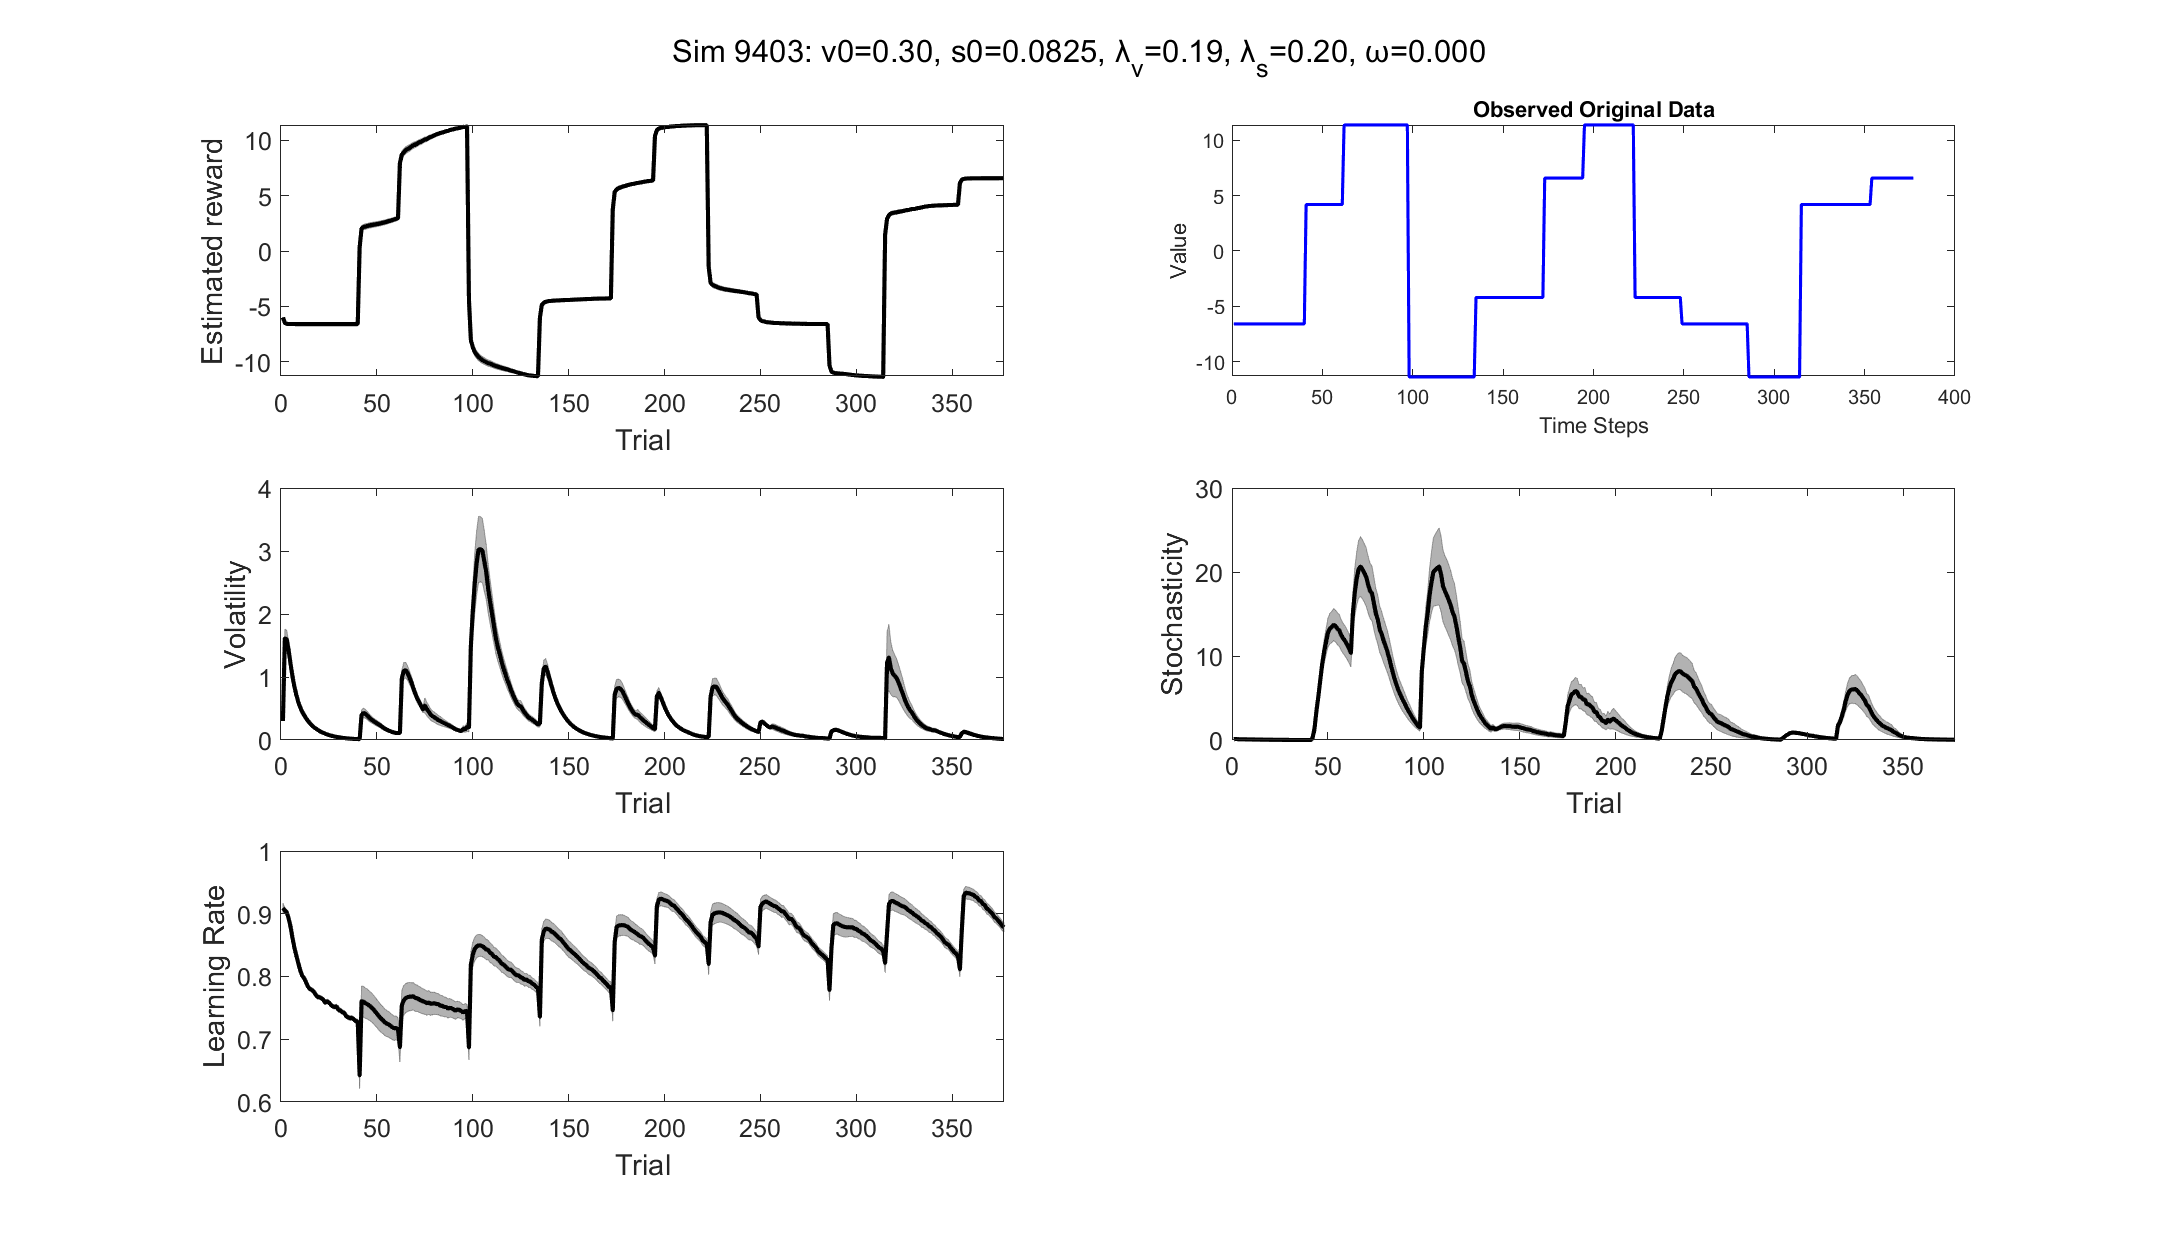 Sim 9403: v0=0.30, s0=0.0825, λ_v=0.19, λ_s=0.20, ω=0.000
Estimated reward
10
5
0
-5
-10
0 50 100 150 200 250 300 350
Trial
Observed Original Data
Value
10
5
0
-5
-10
0 50 100 150 200 250 300 350 400
Time Steps
Volatility
4
3
2
1
0
0 50 100 150 200 250 300 350
Trial
Stochasticity
30
20
10
0
0 50 100 150 200 250 300 350
Trial
Learning Rate
1
0.9
0.8
0.7
0.6
0 50 100 150 200 250 300 350
Trial